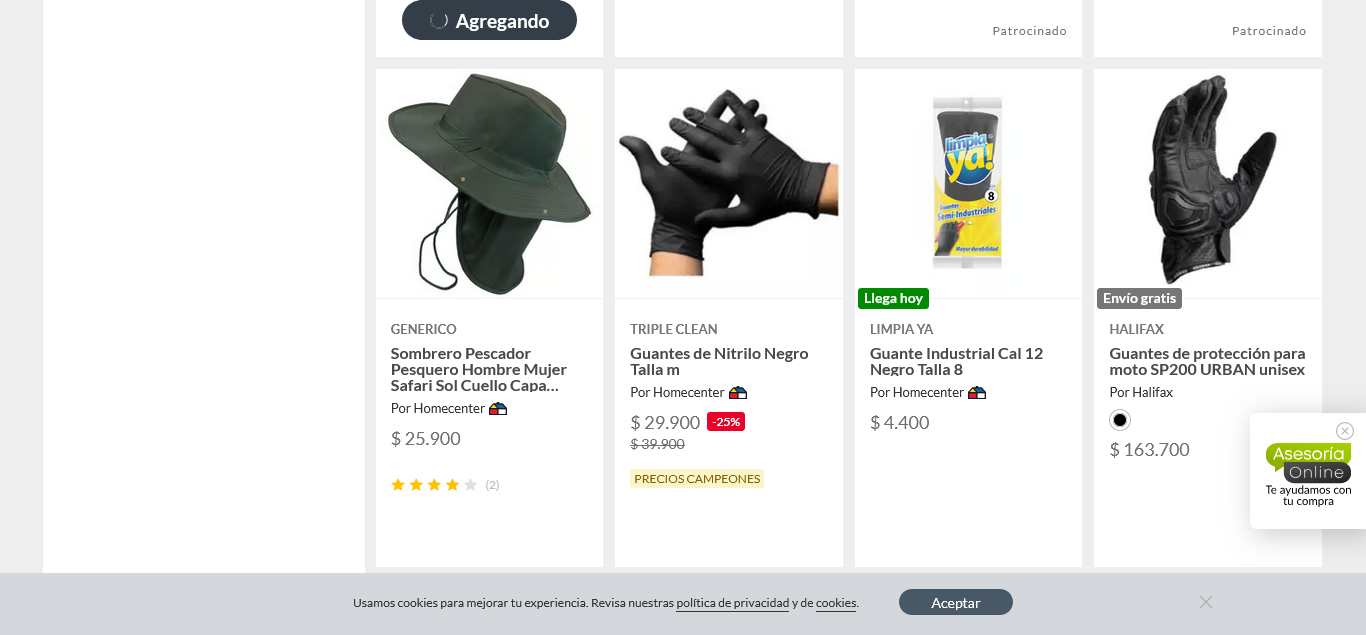 Agregando
Patrocinado
Patrocinado
limpia
ya!
8
Guantes
Semi-Industriales
Mayor durabilidad
Llega hoy
Envío gratis
GENERICO
Sombrero Pescador
Pesquero Hombre Mujer
Safari Sol Cuello Capa...
Por Homecenter
$ 25.900
(2)
TRIPLE CLEAN
Guantes de Nitrilo Negro
Talla m
Por Homecenter
$ 29.900 -25%
$ 39.900
PRECIOS CAMPEONES
LIMPIA YA
Guante Industrial Cal 12
Negro Talla 8
Por Homecenter
$ 4.400
HALIFAX
Guantes de protección para
moto SP200 URBAN unisex
Por Halifax
$ 163.700
Asesoría
Online
Te ayudamos con
tu compra
Usamos cookies para mejorar tu experiencia. Revisa nuestras política de privacidad y de cookies.
Aceptar